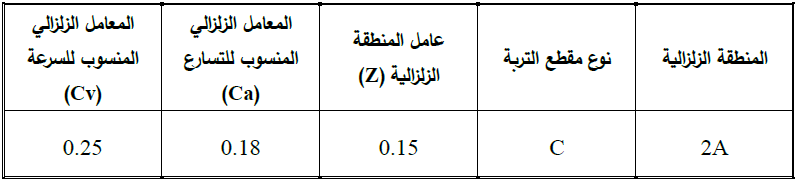 المنطقة الزلزالية
نوع مقطع التربة
عامل المنطقة
الزلزالية (Z)
المعامل الزلزالي
المنسوب للتسارع
(Ca)
المعامل الزلزالي
المنسوب للسرعة
(Cv)
2A
C
0.15
0.18
0.25